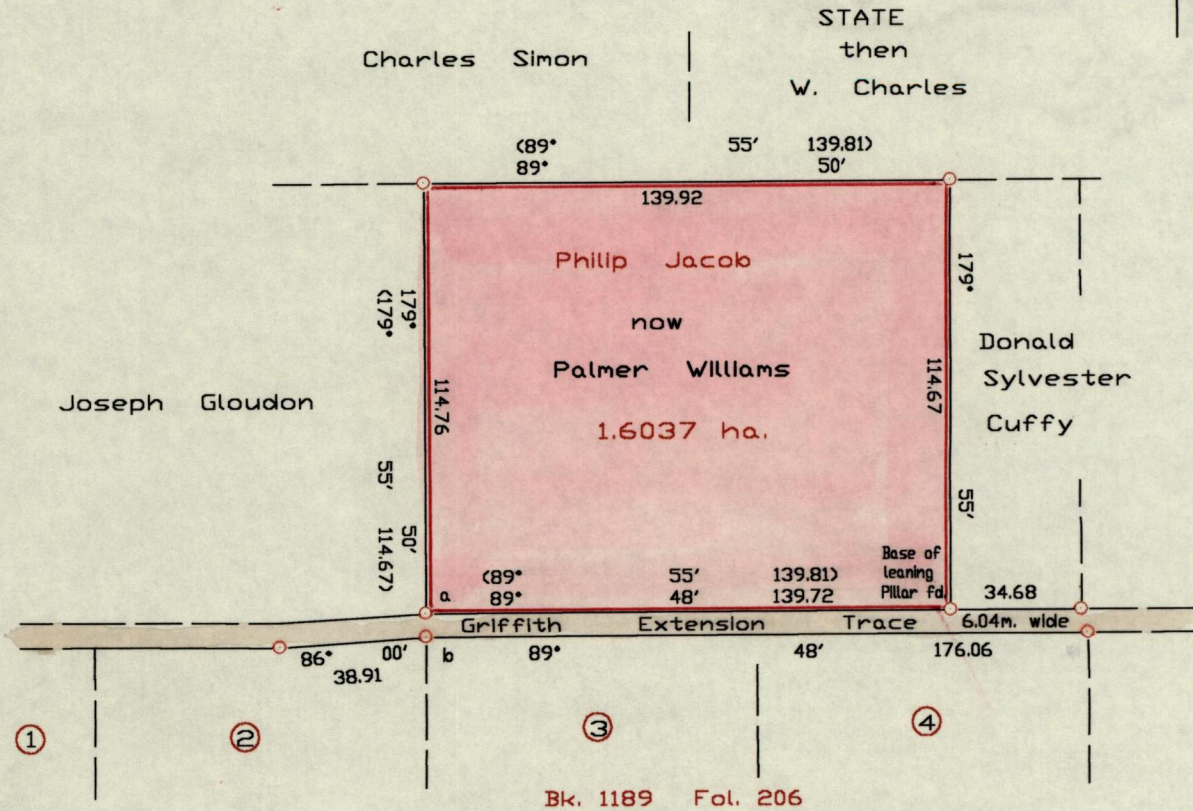 STATE
then
W. Charles
Charles Simon
(89° 55′ 139.81)
89° 50′
139.92
Philip Jacob
now
Palmer Williams
1.6037 ha.
179° 50′
(179° 55′ 114.67)
114.76
179° 55′
114.67
Joseph Gloudon
Donald
Sylvester
Cuffy
(89° 55′ 139.81)
a 89° 48′ 139.72
Base of
leaning
Pillar fd.
34.68
Griffith Extension Trace 6.04m. wide
86° 00′ b 89° 48′ 176.06
38.91
1 2 3 4
Bk. 1189 Fol. 206